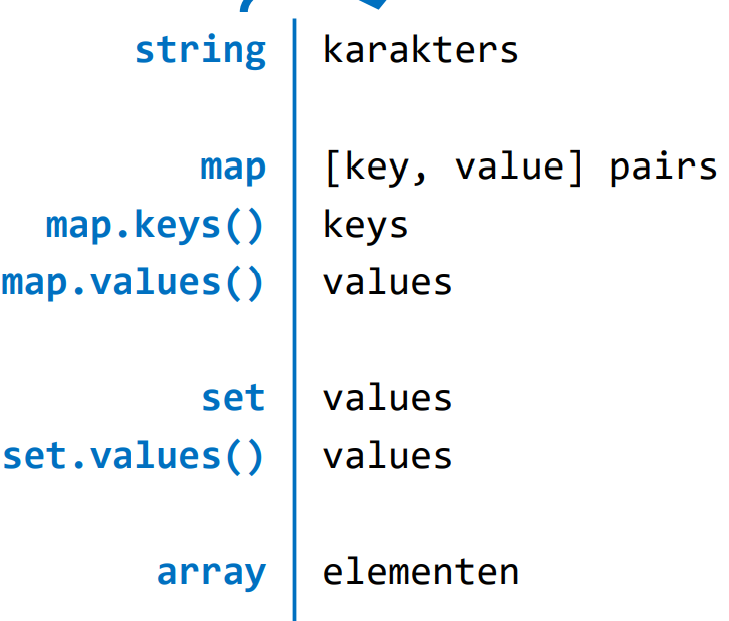 string karakters
map [key, value] pairs
map.keys() keys
map.values() values
set values
set.values() values
array elementen